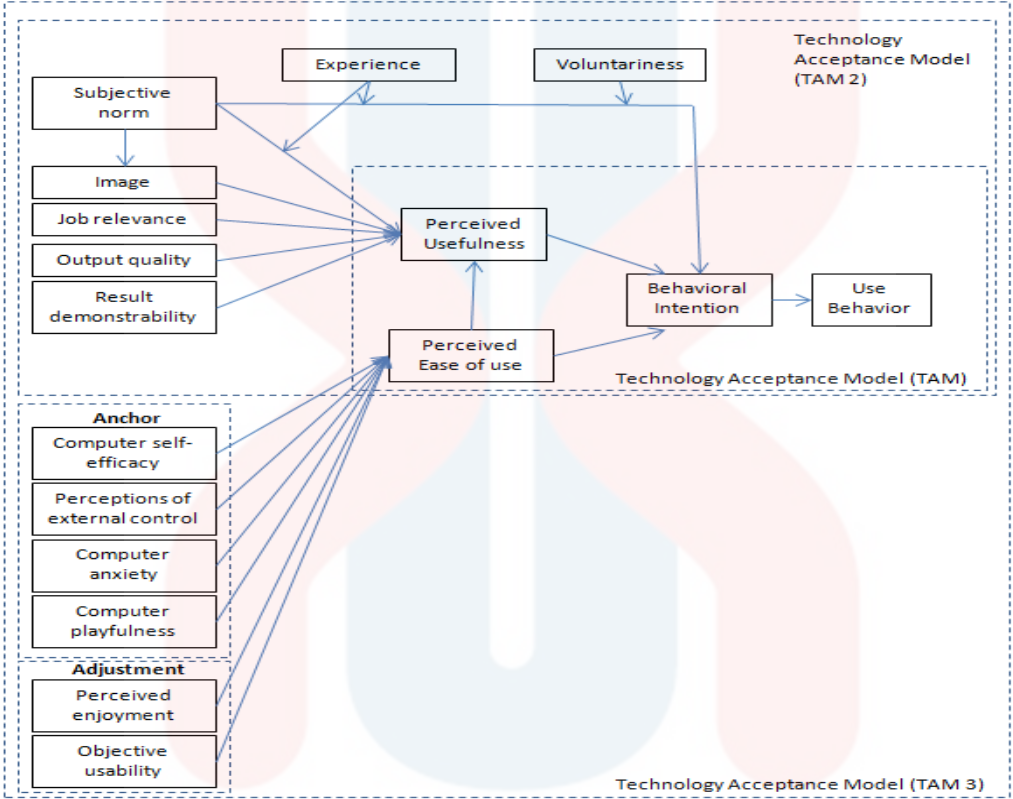 Technology
Acceptance Model
(TAM 2)
Experience
Voluntariness
Subjective
norm
Image
Job relevance
Output quality
Result
demonstrability
Perceived
Usefulness
Behavioral
Intention
Use
Behavior
Perceived
Ease of use
Technology Acceptance Model (TAM)
Anchor
Computer self-
efficacy
Perceptions of
external control
Computer
anxiety
Computer
playfulness
Adjustment
Perceived
enjoyment
Objective
usability
Technology Acceptance Model (TAM 3)